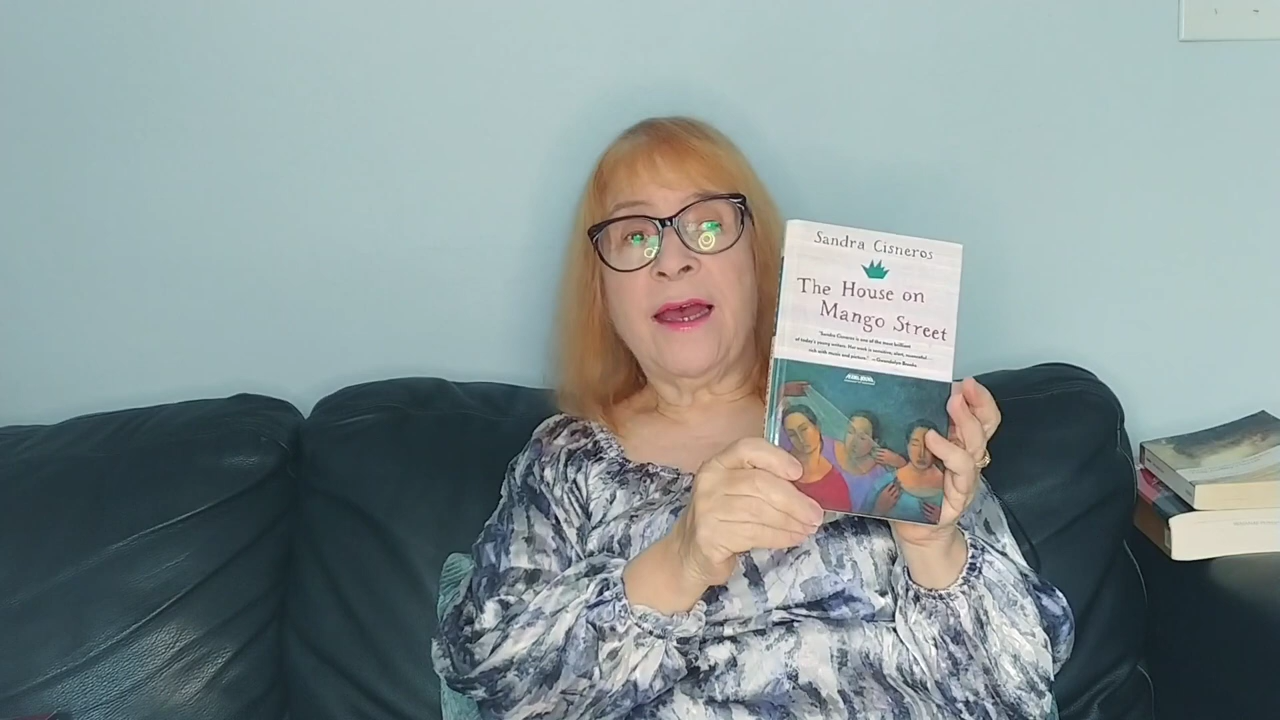 Sandra Cisneros
The House on
Mango Street
"Sandra Cisneros is one of the most brilliant
of today's young writers. Her work is sensitive, alert, nuanceful...
rich with music and picture." —Gwendolyn Brooks